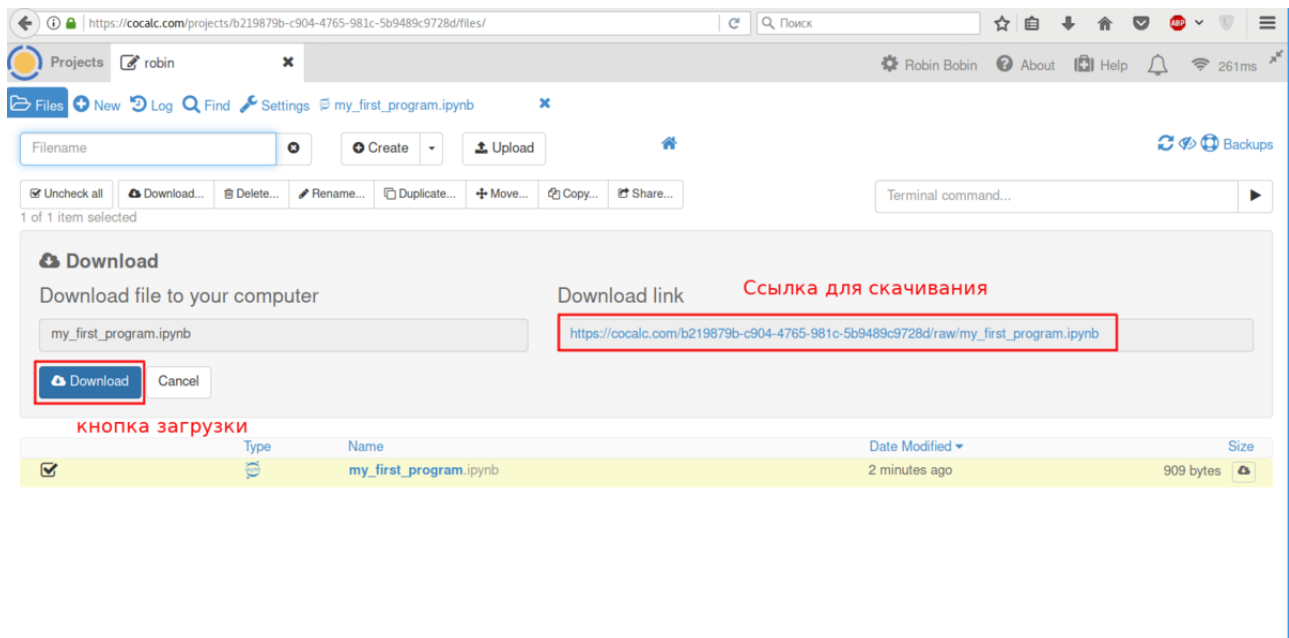 https://cocalc.com/projects/b219879b-c904-4765-981c-5b9489c9728d/files/ Поиск ABP
Projects robin Robin Bobin About Help 261ms
Files New Log Find Settings my_first_program.ipynb
Filename Create Upload Backups
Uncheck all Download... Delete... Rename... Duplicate... Move... Copy... Share... Terminal command...
1 of 1 item selected
Download
Ссылка для скачивания
Download file to your computer Download link
my_first_program.ipynb https://cocalc.com/b219879b-c904-4765-981c-5b9489c9728d/raw/my_first_program.ipynb
Download Cancel
кнопка загрузки
Type Name Date Modified Size
my_first_program.ipynb 2 minutes ago 909 bytes